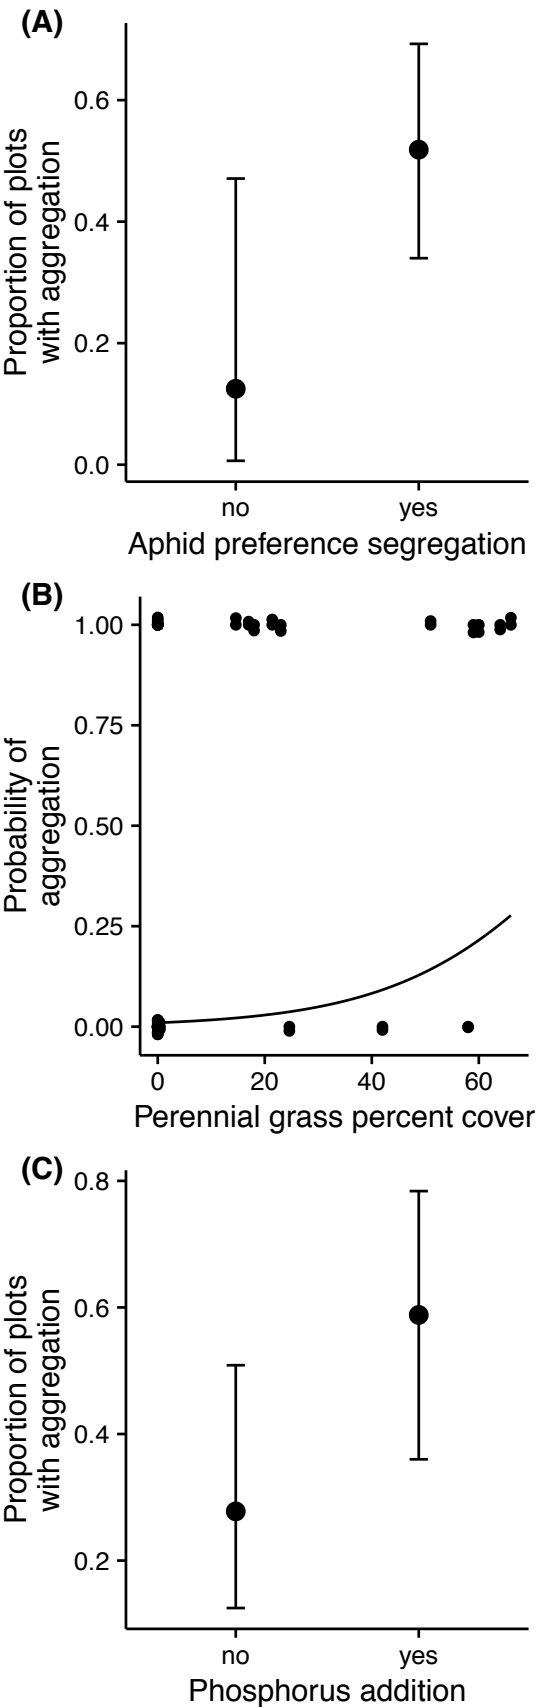 (A)
Proportion of plots
with aggregation
0.6
0.4
0.2
0.0
no yes
Aphid preference segregation
(B)
Probability of
aggregation
1.00
0.75
0.50
0.25
0.00
0 20 40 60
Perennial grass percent cover
(C)
Proportion of plots
with aggregation
0.8
0.6
0.4
0.2
no yes
Phosphorus addition